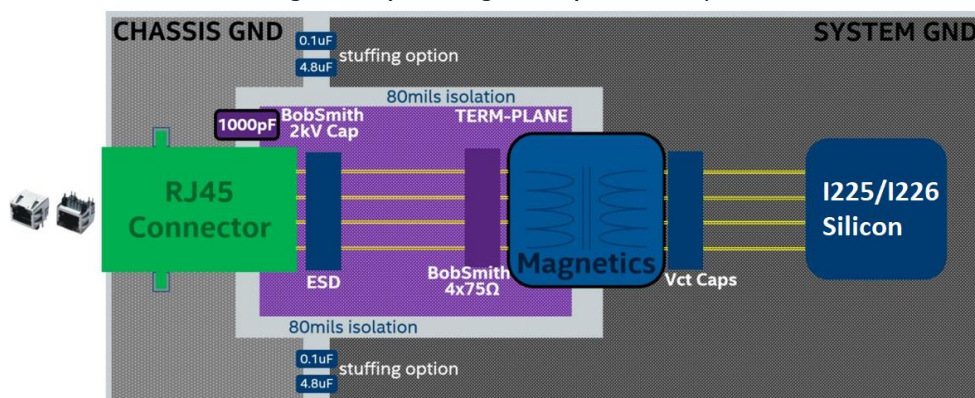 CHASSIS GND
SYSTEM GND
0.1uF
4.8uF
stuffing option
80mils isolation
1000pF
BobSmith
2kV Cap
TERM-PLANE
RJ45
Connector
ESD
BobSmith
4x75Ω
Magnetics
Vct Caps
I225/I226
Silicon
80mils isolation
0.1uF
4.8uF
stuffing option